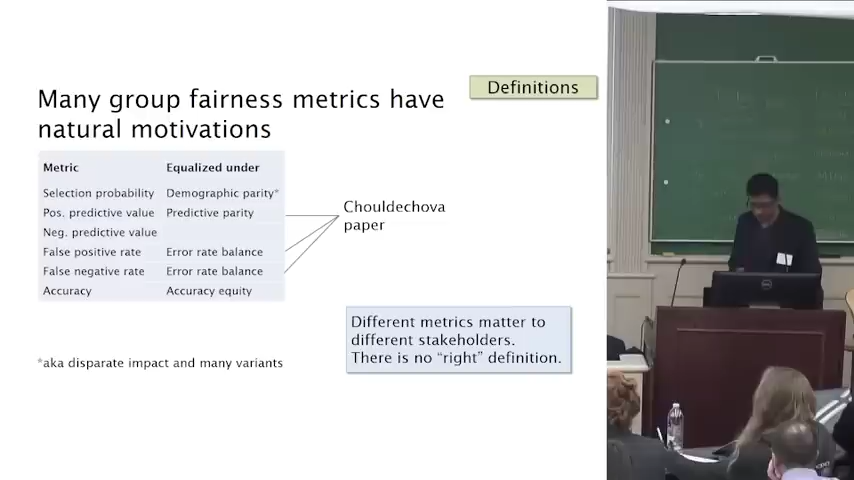 Definitions
Many group fairness metrics have
natural motivations
Metric Equalized under
Selection probability Demographic parity*
Pos. predictive value Predictive parity
Neg. predictive value
False positive rate Error rate balance
False negative rate Error rate balance
Accuracy Accuracy equity
Chouldechova
paper
Different metrics matter to
different stakeholders.
There is no “right” definition.
*aka disparate impact and many variants